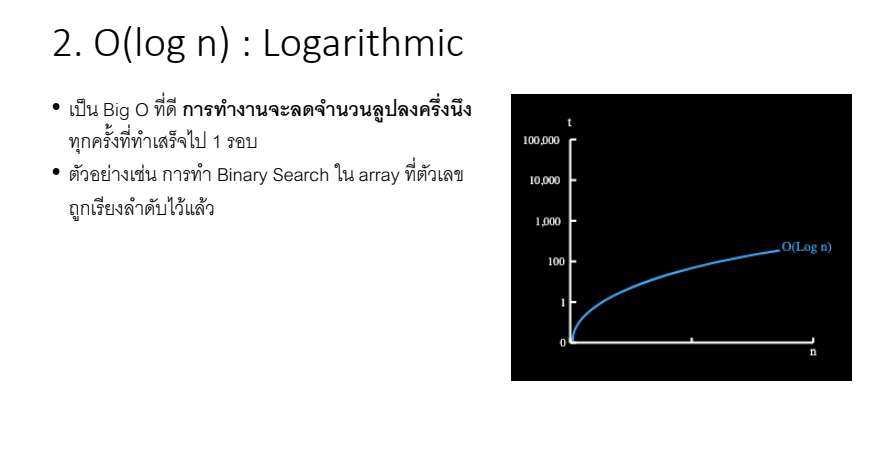 2. O(log n) : Logarithmic
• เป็น Big O ที่ดี การทำงานจะลดจำนวนลูปลงครึ่งนึง
ทุกครั้งที่ทำเสร็จไป 1 รอบ
• ตัวอย่างเช่น การทำ Binary Search ใน array ที่ตัวเลข
ถูกเรียงลำดับไว้แล้ว
t
100,000
10,000
1,000
100
1
0
O(Log n)
n